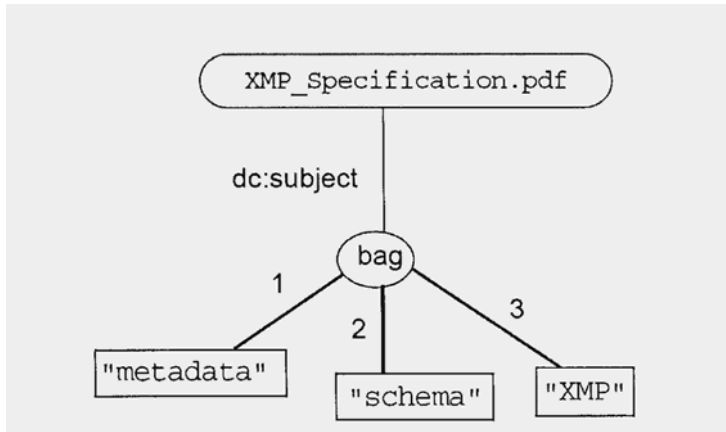 XMP_Specification.pdf
dc:subject
bag
1
2
3
"metadata"
"schema"
"XMP"